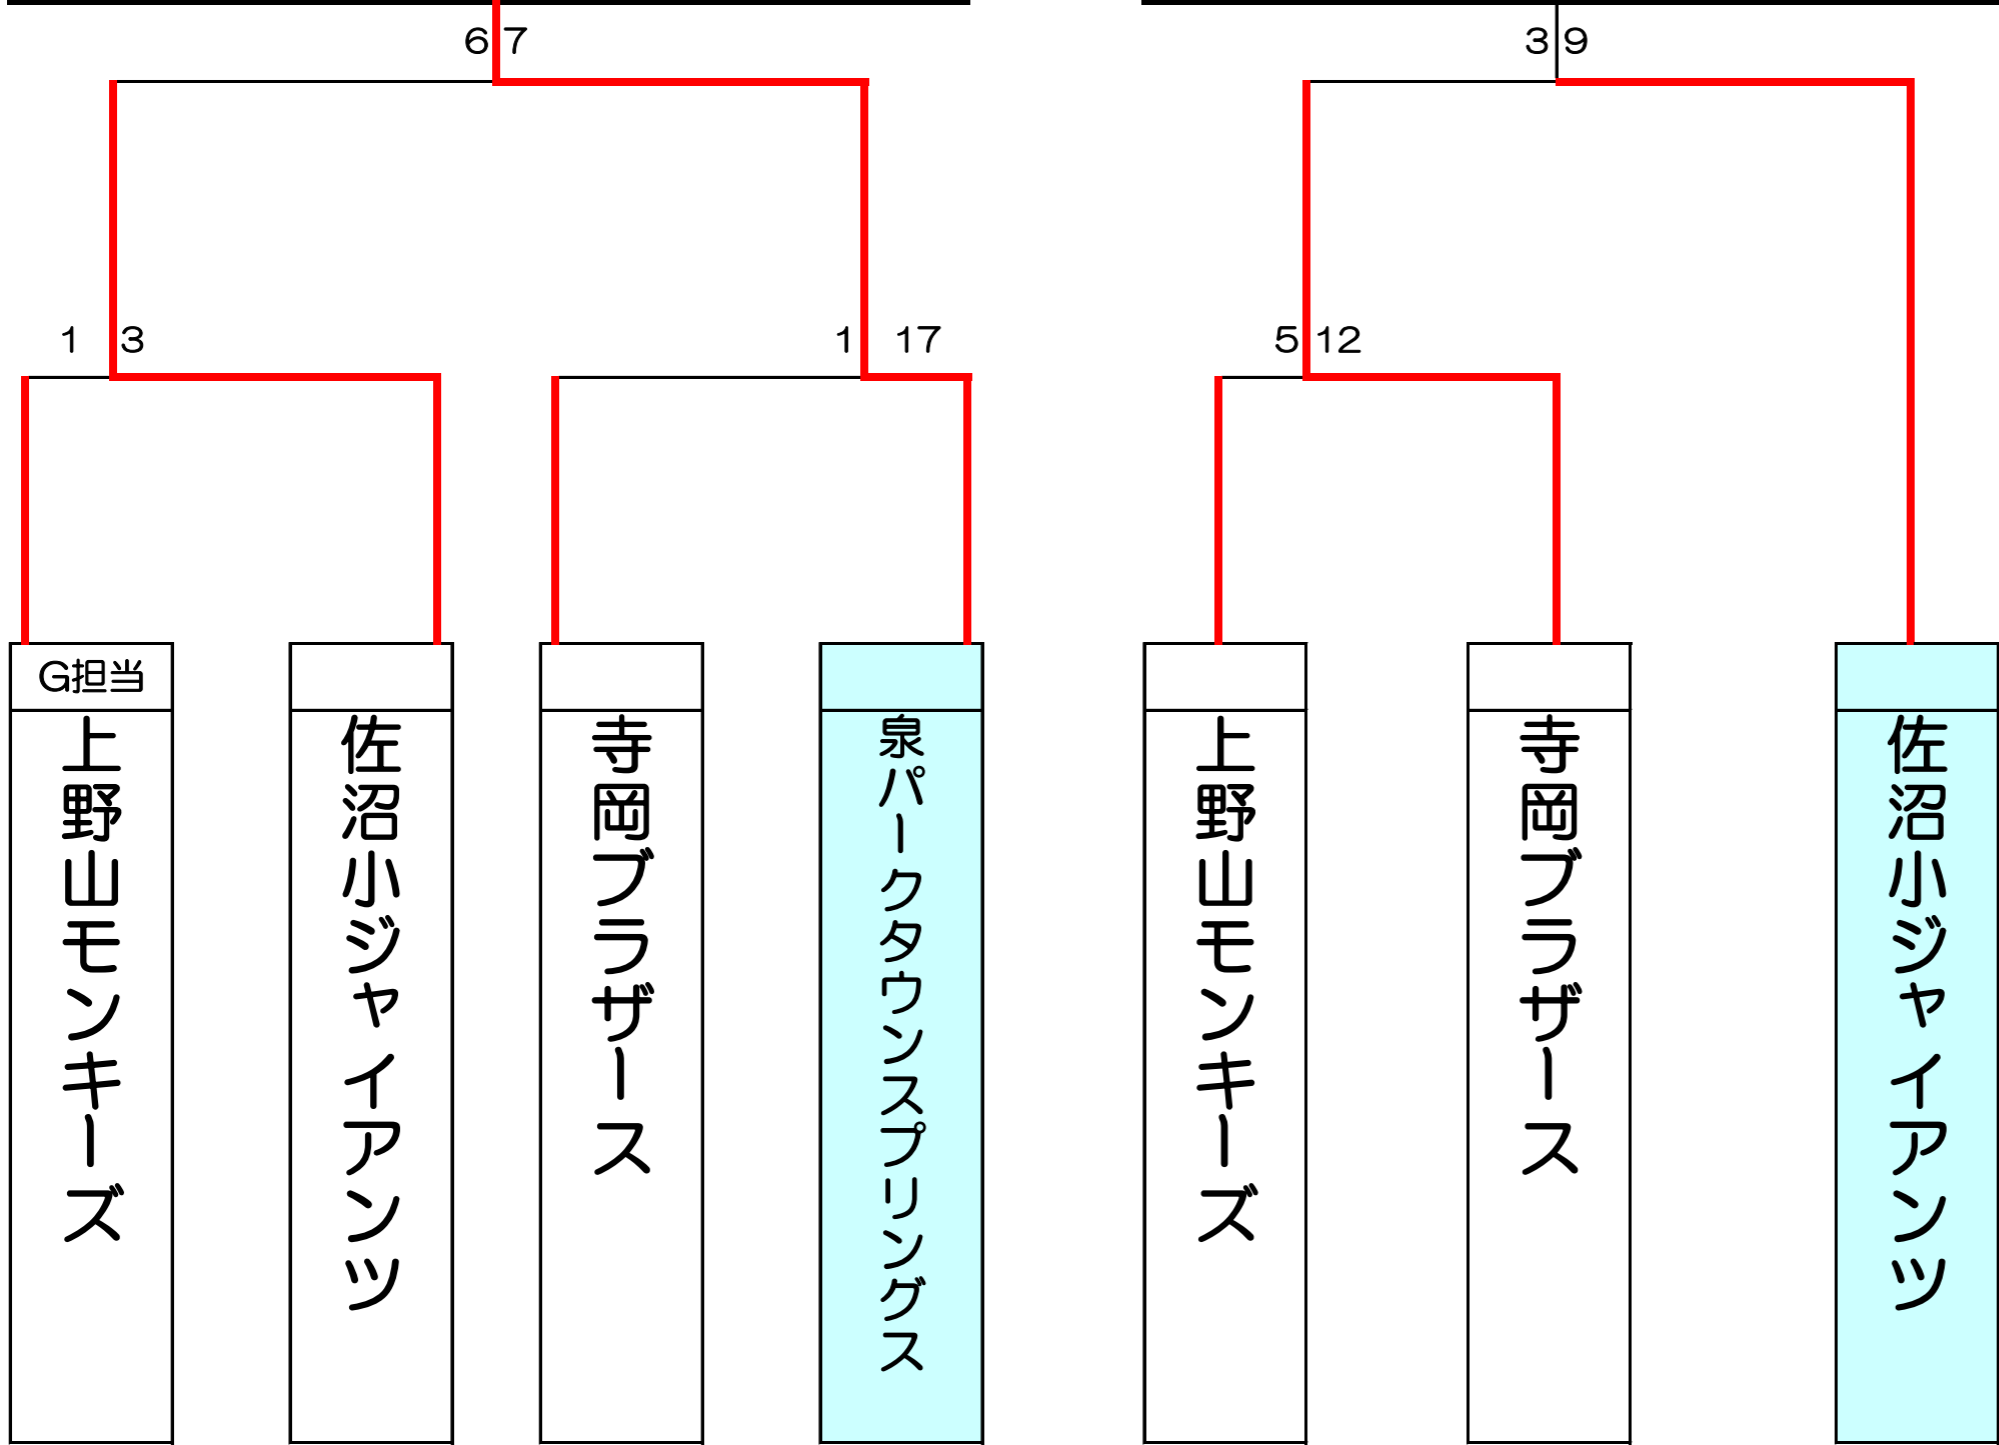 6 7
3 9
1 3
1 17
5 12
G担当
上野山モンキーズ
佐沼小ジャイアンツ
寺岡ブラザース
泉パークタウンスプリングス
上野山モンキーズ
寺岡ブラザース
佐沼小ジャイアンツ